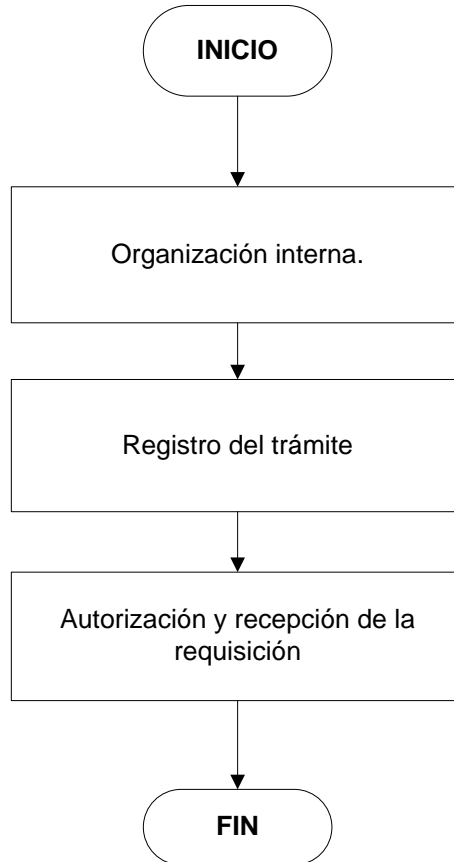 INICIO
Organización interna.
Registro del trámite
Autorización y recepción de la
requisición
FIN